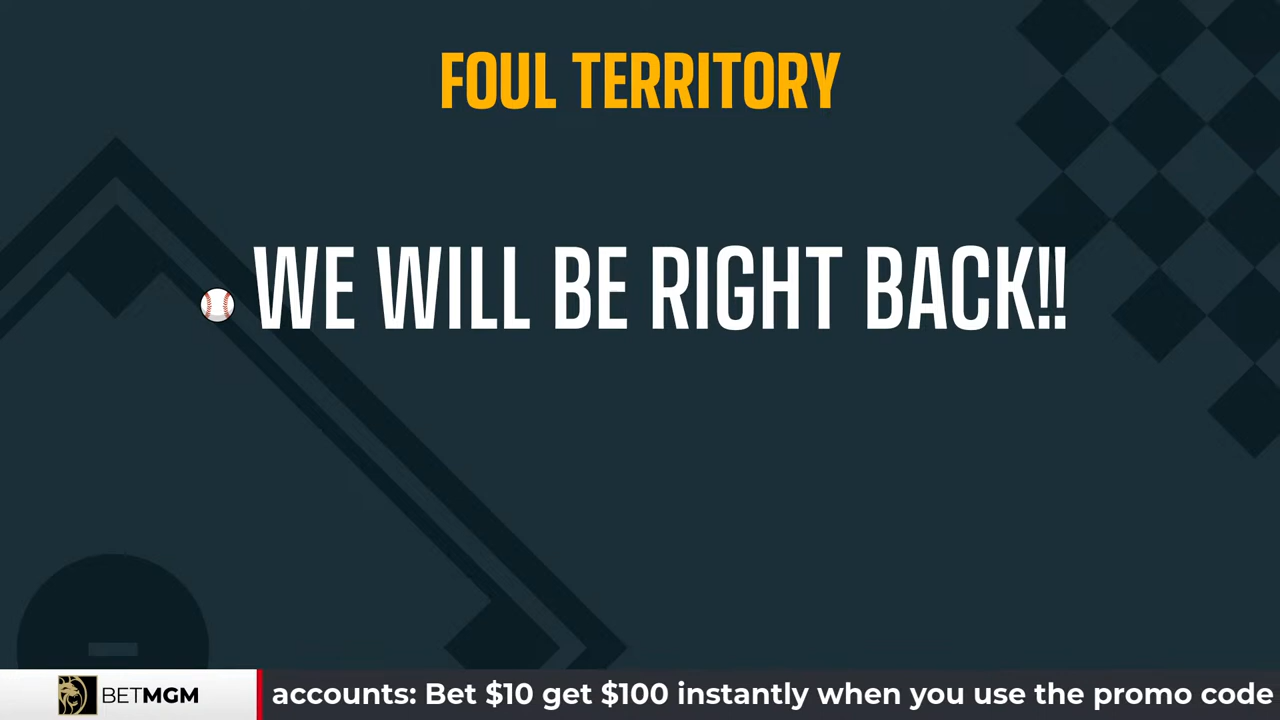 FOUL TERRITORY
WE WILL BE RIGHT BACK!!
BETMGM
accounts: Bet $10 get $100 instantly when you use the promo code